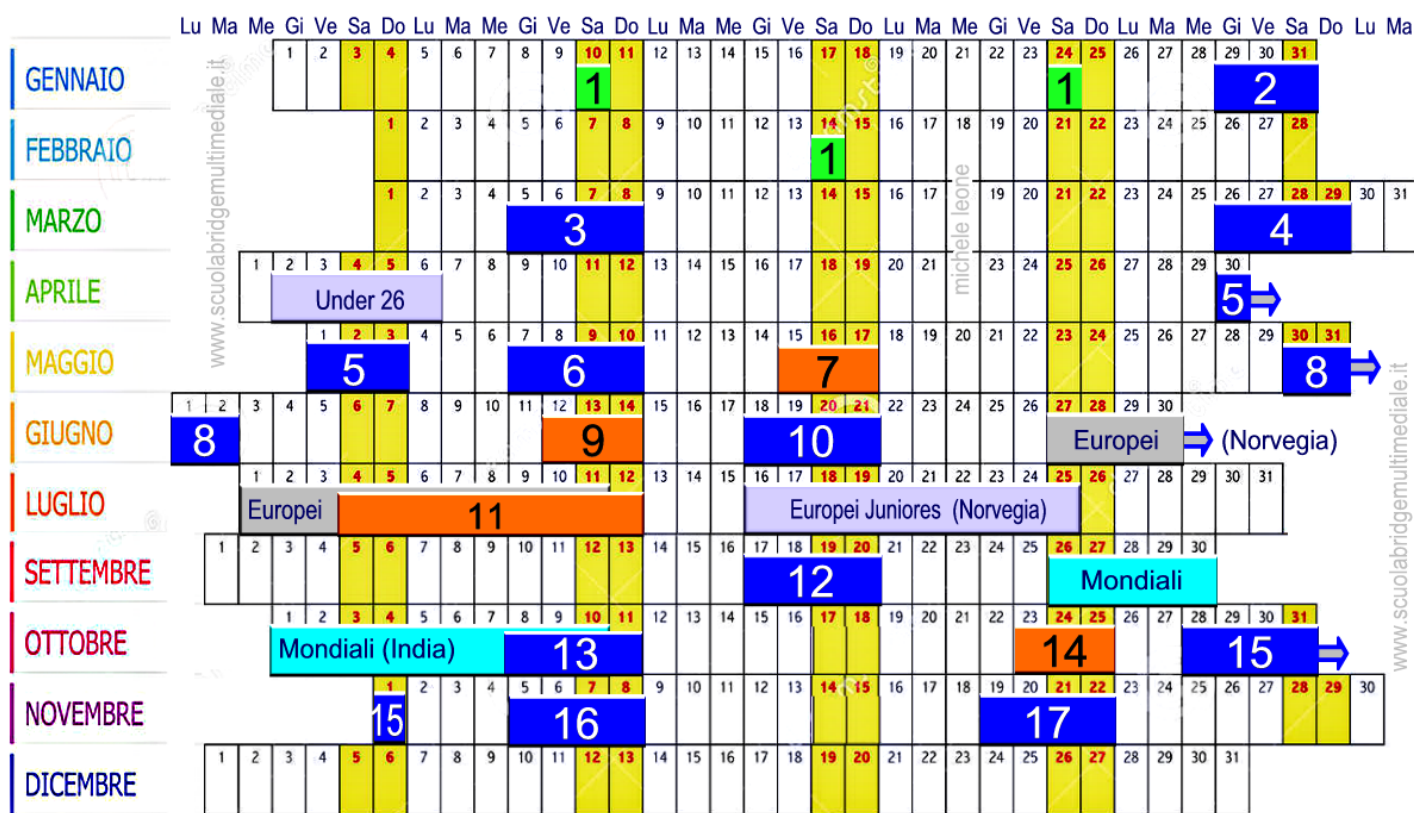 Lu Ma Me Gi Ve Sa Do Lu Ma Me Gi Ve Sa Do Lu Ma Me Gi Ve Sa Do Lu Ma Me Gi Ve Sa Do Lu Ma Me Gi Ve Sa Do Lu Ma
GENNAIO 1 2 3 4 5 6 7 8 9 10 11 12 13 14 15 16 17 18 19 20 21 22 23 24 25 26 27 28 29 30 31
1 1 2
FEBBRAIO 1 2 3 4 5 6 7 8 9 10 11 12 13 14 15 16 17 18 19 20 21 22 23 24 25 26 27 28
1
MARZO 1 2 3 4 5 6 7 8 9 10 11 12 13 14 15 16 17 19 20 21 22 23 24 25 26 27 28 29 30 31
3 4
APRILE 1 2 3 4 5 6 7 8 9 10 11 12 13 14 15 16 17 18 19 20 21 23 24 25 26 27 28 29 30
Under 26 5
MAGGIO 1 2 3 4 5 6 7 8 9 10 11 12 13 14 15 16 17 18 19 20 21 22 23 24 25 26 27 28 29 30 31
5 6 7 8
GIUGNO 1 2 3 4 5 6 7 8 9 10 11 12 13 14 15 16 17 18 19 20 21 22 23 24 25 26 27 28 29 30
8 9 10 Europei (Norvegia)
LUGLIO 1 2 3 4 5 6 7 8 9 10 11 12 13 14 15 16 17 18 19 20 21 22 23 24 25 26 27 28 29 30 31
Europei 11 Europei Juniores (Norvegia)
SETTEMBRE 1 2 3 4 5 6 7 8 9 10 11 12 13 14 15 16 17 18 19 20 21 22 23 24 25 26 27 28 29 30
12 Mondiali
OTTOBRE 1 2 3 4 5 6 7 8 9 10 11 12 13 14 15 16 17 18 19 20 21 22 23 24 25 26 27 28 29 30 31
Mondiali (India) 13 14 15
NOVEMBRE 1 2 3 4 5 6 7 8 9 10 11 12 13 14 15 16 17 18 19 20 21 22 23 24 25 26 27 28 29 30
15 16 17
DICEMBRE 1 2 3 4 5 6 7 8 9 10 11 12 13 14 15 16 17 18 19 20 21 22 23 24 25 26 27 28 29 30 31
www.scuolabridgemultimediale.it
michele leone
www.scuolabridgemultimediale.it